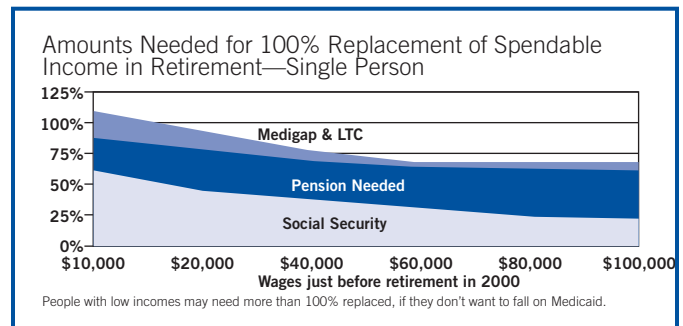 Amounts Needed for 100% Replacement of Spendable
Income in Retirement—Single Person
125%
100%
Medigap & LTC
75%
Pension Needed
50%
25%
Social Security
0%
$10,000 $20,000 $40,000 $60,000 $80,000 $100,000
Wages just before retirement in 2000
People with low incomes may need more than 100% replaced, if they don't want to fall on Medicaid.